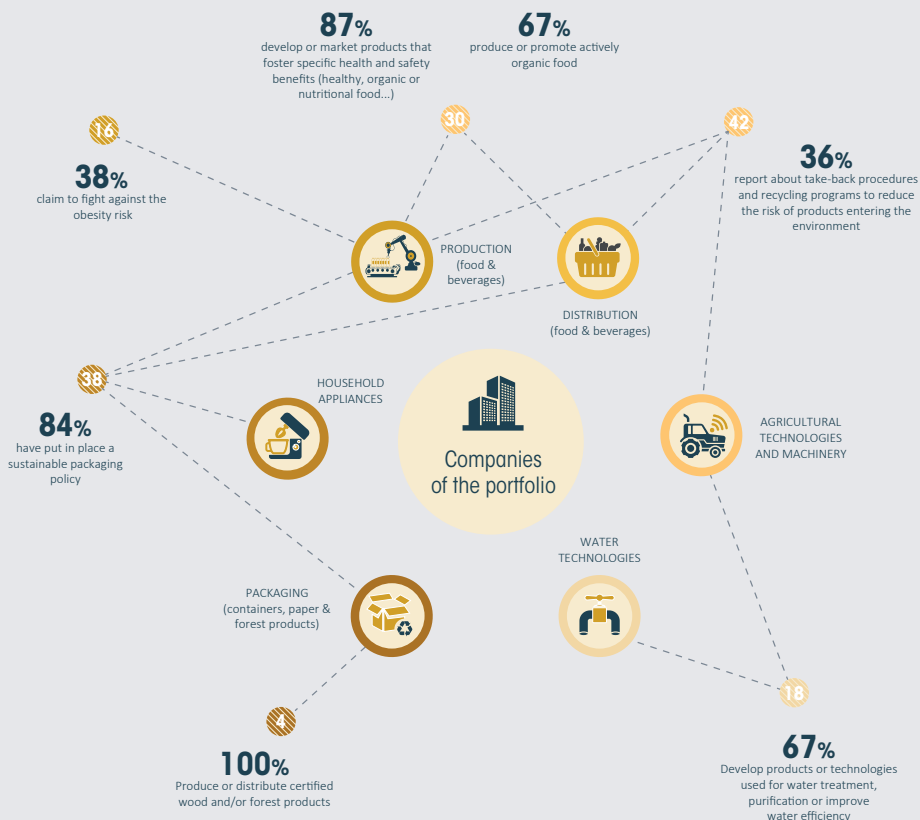 87%
develop or market products that
foster specific health and safety
benefits (healthy, organic or
nutritional food...)
67%
produce or promote actively
organic food
16
30
42
38%
claim to fight against the
obesity risk
36%
report about take-back procedures
and recycling programs to reduce
the risk of products entering the
environment
PRODUCTION
(food &
beverages)
DISTRIBUTION
(food & beverages)
38
84%
have put in place a
sustainable packaging
policy
HOUSEHOLD
APPLIANCES
Companies
of the portfolio
AGRICULTURAL
TECHNOLOGIES
AND MACHINERY
WATER
TECHNOLOGIES
PACKAGING
(containers, paper &
forest products)
4
100%
Produce or distribute certified
wood and/or forest products
18
67%
Develop products or technologies
used for water treatment,
purification or improve
water efficiency